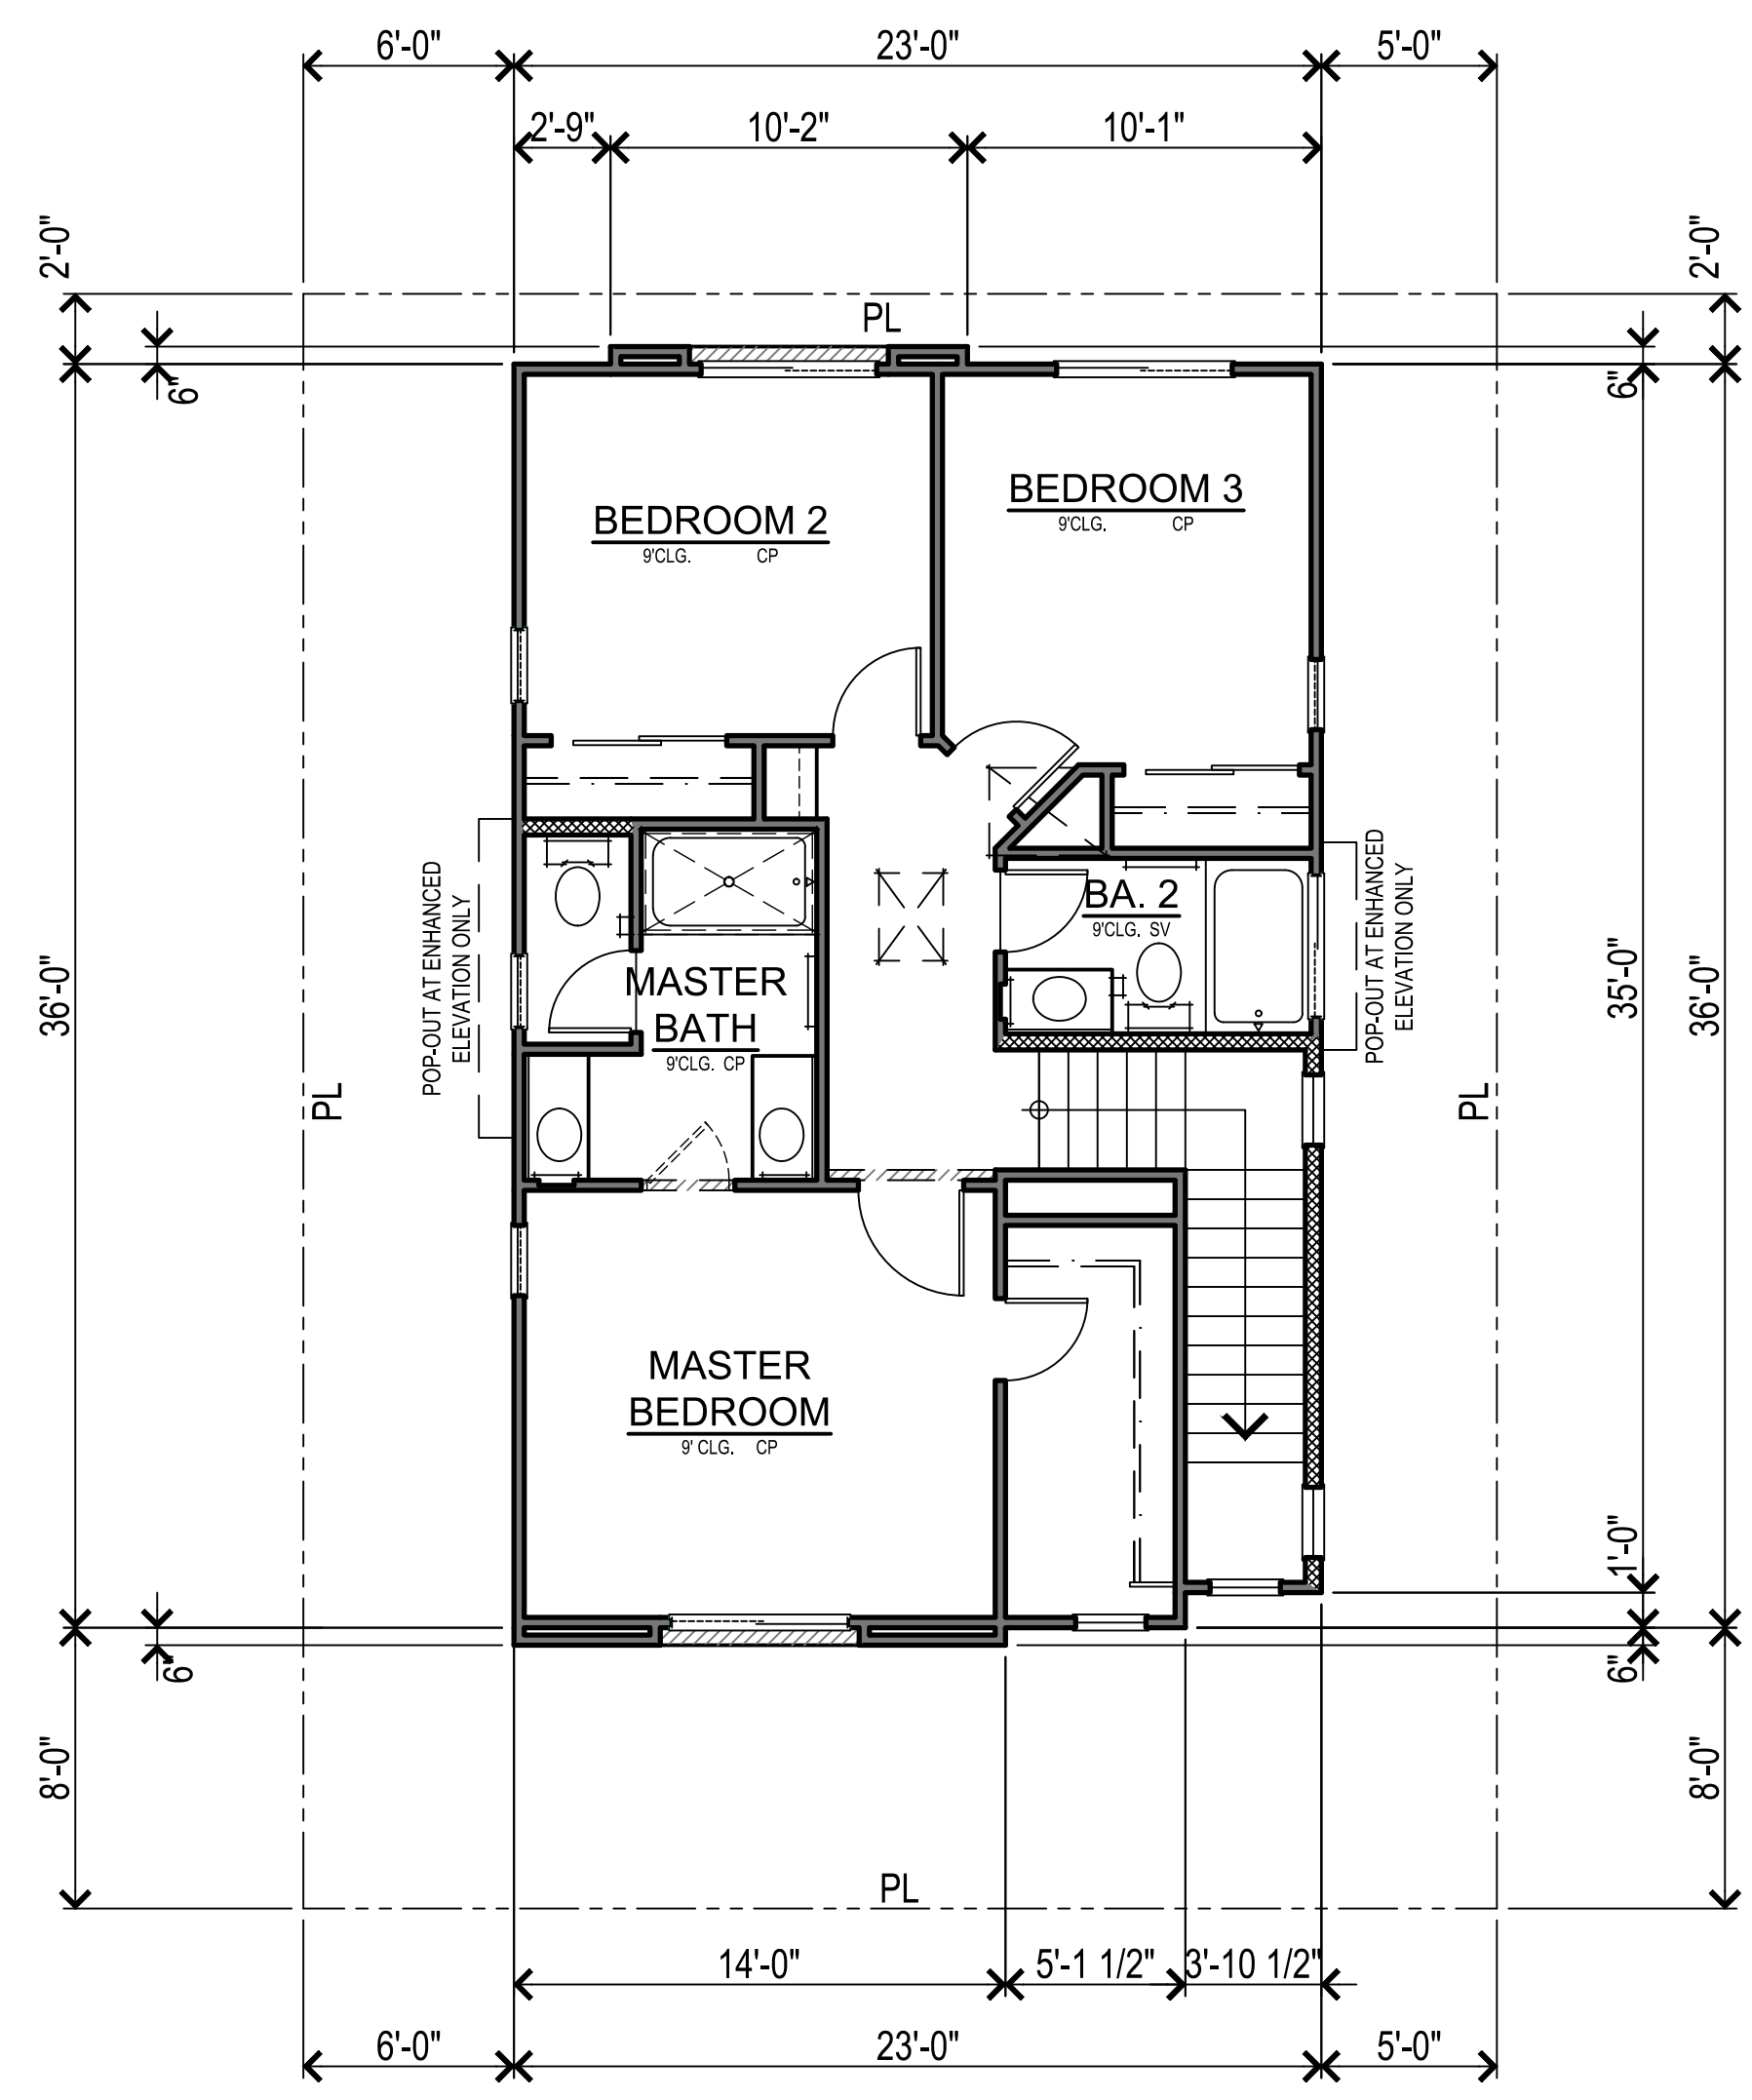 6'-0" 23'-0" 5'-0"
2'-9" 10'-2" 10'-1"
2'-0" 2'-0"
PL
6" 6"
BEDROOM 3
9'CLG. CP
BEDROOM 2
9'CLG. CP
POP-OUT AT ENHANCED
ELEVATION ONLY
BA. 2
9'CLG. SV
POP-OUT AT ENHANCED
ELEVATION ONLY
MASTER
BATH
9'CLG. CP
36'-0" 35'-0" 36'-0"
PL PL
MASTER
BEDROOM
9' CLG. CP
1'-0"
6" 6"
8'-0" 8'-0"
PL
14'-0" 5'-1 1/2" 3'-10 1/2"
6'-0" 23'-0" 5'-0"